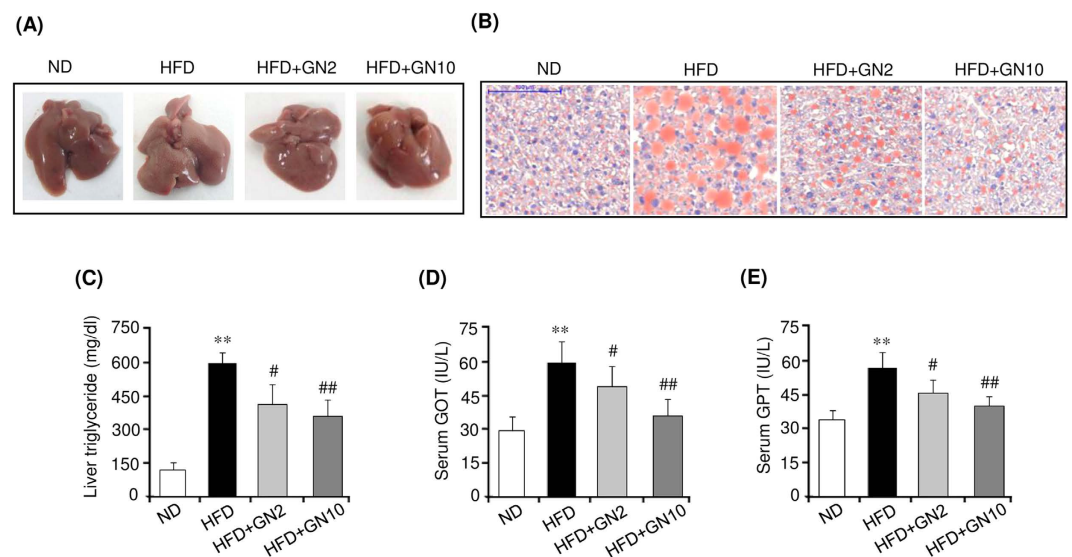 (A)
ND HFD HFD+GN2 HFD+GN10
(B)
ND HFD HFD+GN2 HFD+GN10
(C)
Liver triglyceride (mg/dl)
750
600
450
300
150
0
**
#
##
ND HFD HFD+GN2 HFD+GN10
(D)
Serum GOT (IU/L)
75
60
45
30
15
0
**
#
##
ND HFD HFD+GN2 HFD+GN10
(E)
Serum GPT (IU/L)
75
60
45
30
15
0
**
#
##
ND HFD HFD+GN2 HFD+GN10